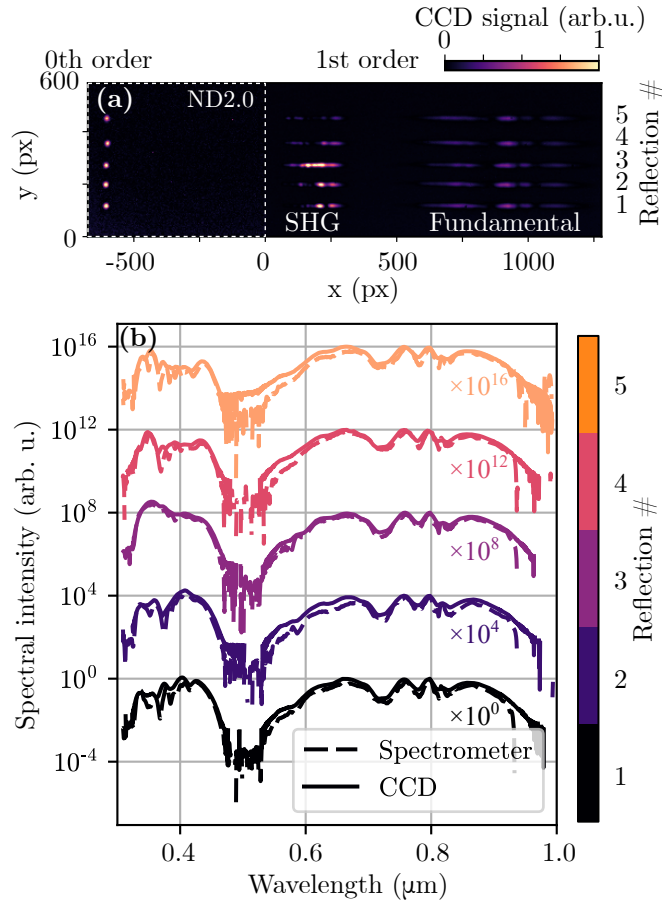 CCD signal (arb.u.)
0 1
0th order 1st order
600
(a) ND2.0
y (px)
0
SHG Fundamental
5
4
3
2
1
Reflection #
-500 0 500 1000
x (px)
(b)
10^16
10^12
10^8
10^4
10^0
10^-4
Spectral intensity (arb. u.)
×10^16
×10^12
×10^8
×10^4
×10^0
Spectrometer
CCD
0.4 0.6 0.8 1.0
Wavelength (μm)
5
4
3
2
1
Reflection #